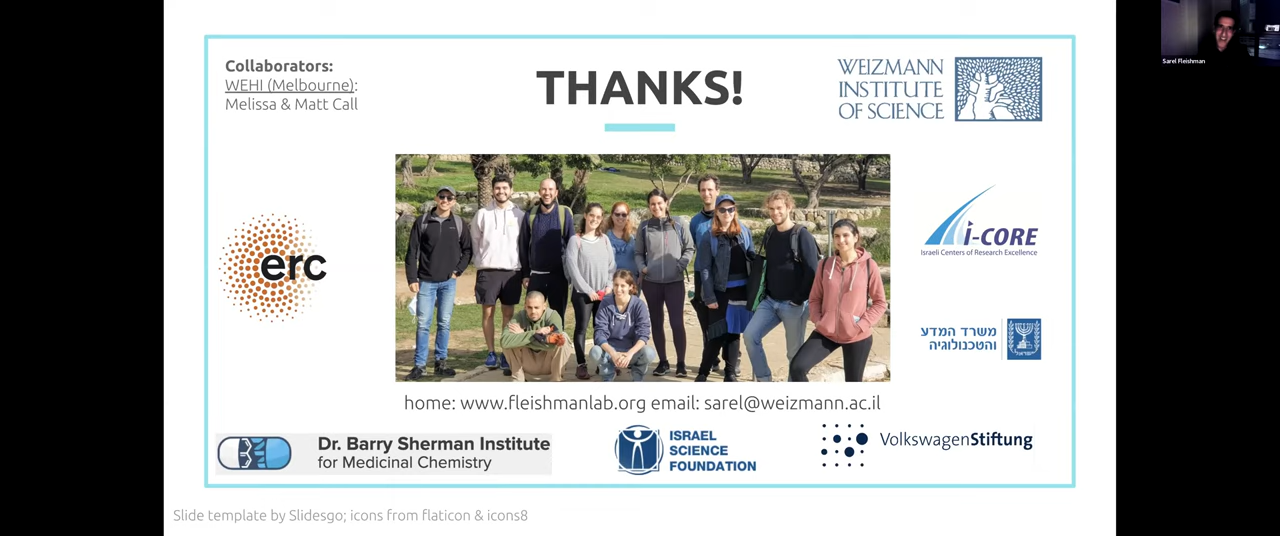 Collaborators:
WEHI (Melbourne):
Melissa & Matt Call
THANKS!
WEIZMANN
INSTITUTE
OF SCIENCE
Sarel Fleishman
erc
i-CORE
Israeli Centers of Research Excellence
משרד המדע
והטכנולוגיה
home: www.fleishmanlab.org email: sarel@weizmann.ac.il
Dr. Barry Sherman Institute
for Medicinal Chemistry
ISRAEL
SCIENCE
FOUNDATION
VolkswagenStiftung
Slide template by Slidesgo; icons from flaticon & icons8